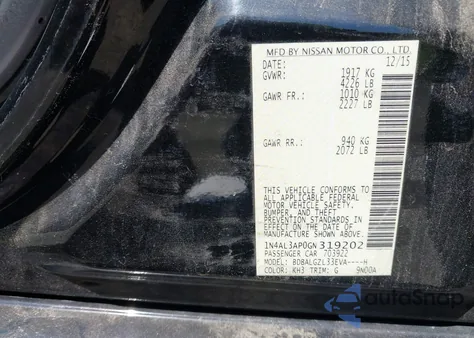 MFD BY NISSAN MOTOR CO., LTD.
DATE: 12/15
GVWR: 1917 KG
4226 LB
GAWR FR.: 1010 KG
2227 LB
GAWR RR.: 940 KG
2072 LB
THIS VEHICLE CONFORMS TO
ALL APPLICABLE FEDERAL
MOTOR VEHICLE SAFETY,
BUMPER, AND THEFT
PREVENTION STANDARDS IN
EFFECT ON THE DATE OF
MANUFACTURE SHOWN ABOVE.
1N4AL3AP0GN319202
PASSENGER CAR 703922
MODEL: BDBALGZL33EVA----H
COLOR: KH3 TRIM: G 9N00A
autoSnap